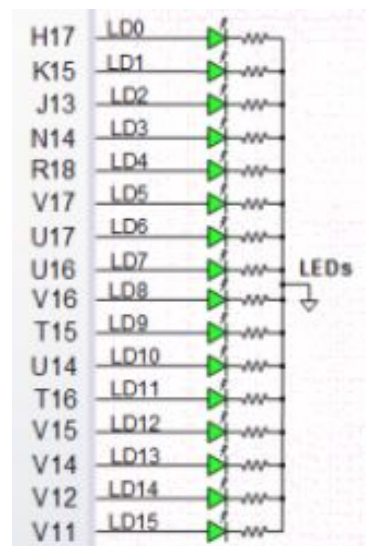 H17 LD0
K15 LD1
J13 LD2
N14 LD3
R18 LD4
V17 LD5
U17 LD6
U16 LD7
LEDs
V16 LD8
T15 LD9
U14 LD10
T16 LD11
V15 LD12
V14 LD13
V12 LD14
V11 LD15